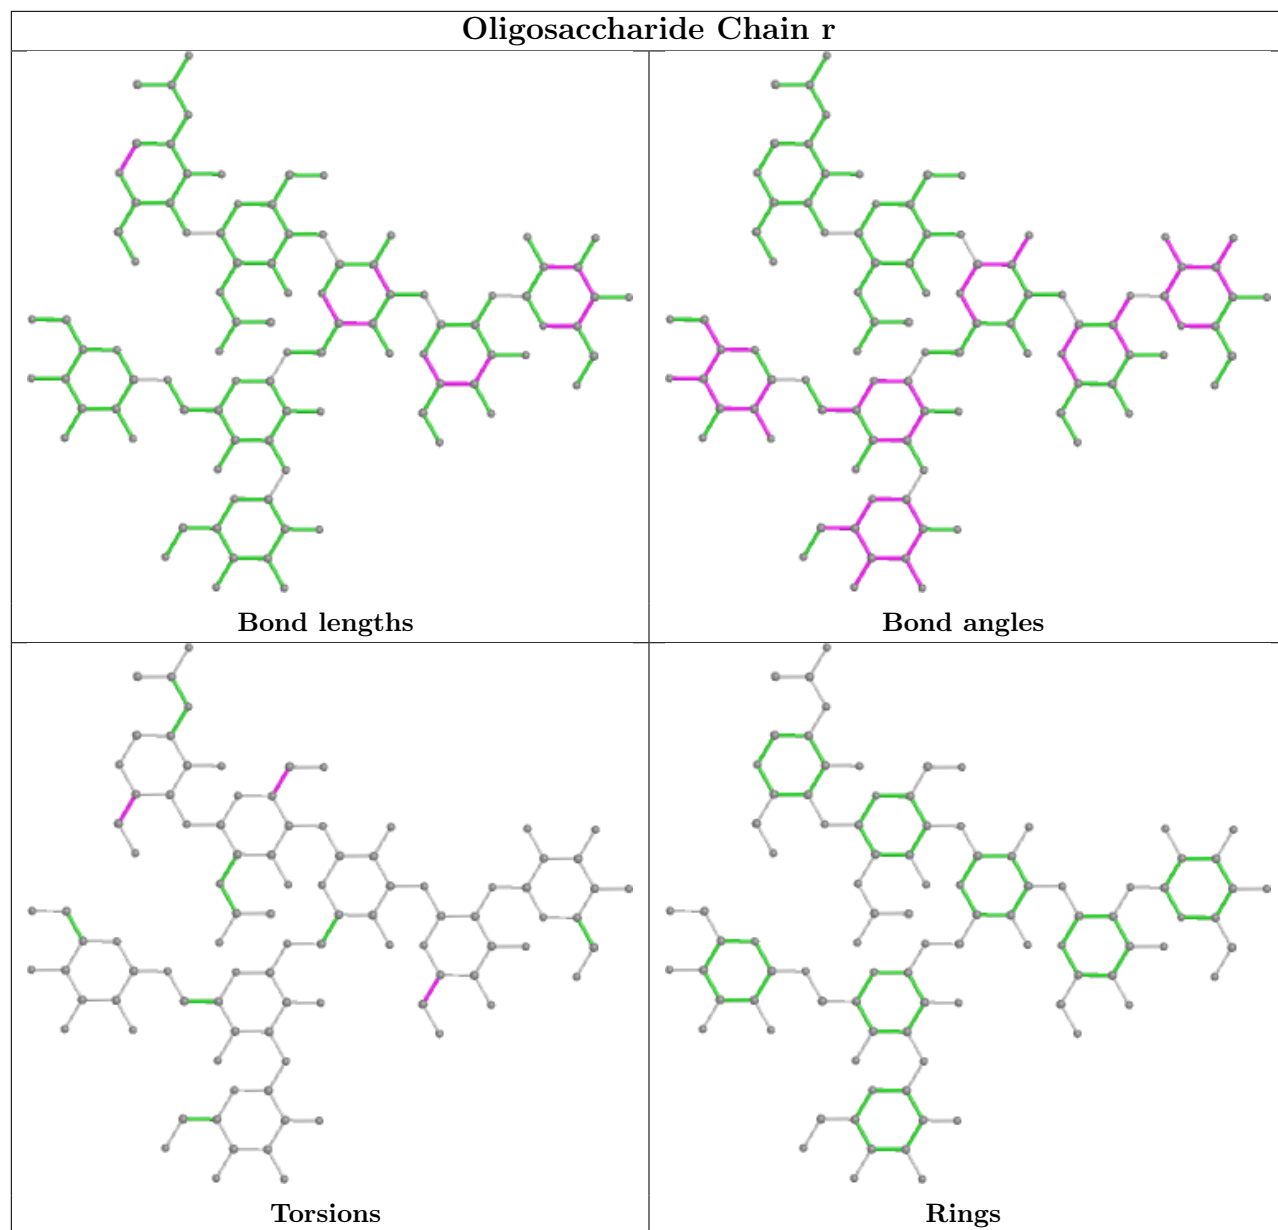 Oligosaccharide Chain r
Bond lengths
Bond angles
Torsions
Rings